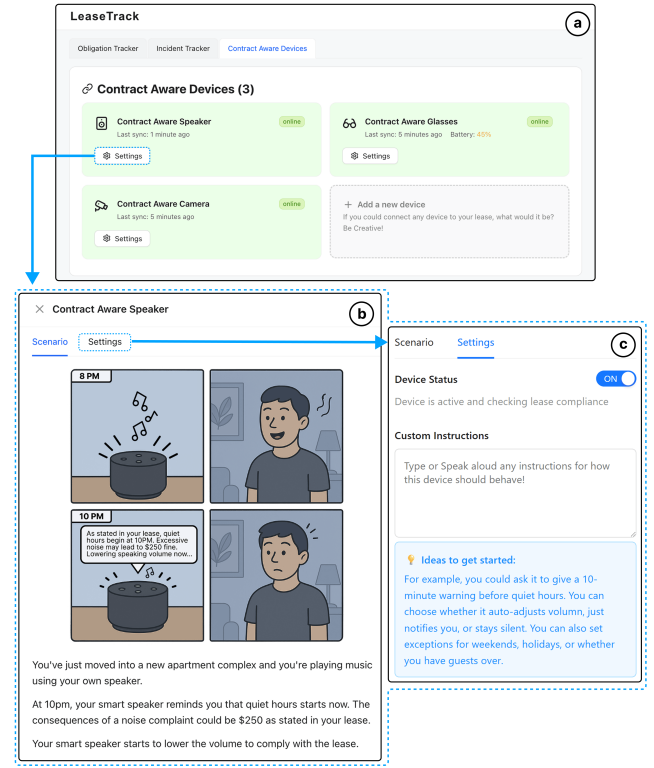 LeaseTrack
a
Obligation Tracker
Incident Tracker
Contract Aware Devices
Contract Aware Devices (3)
Contract Aware Speaker
online
Last sync: 1 minute ago
Settings
Contract Aware Glasses
online
Last sync: 5 minutes ago
Battery: 45%
Settings
Contract Aware Camera
online
Last sync: 5 minutes ago
Settings
Add a new device
If you could connect any device to your lease, what would it be?
Be Creative!
Contract Aware Speaker
b
Scenario
Settings
8 PM
10 PM
As stated in your lease, quiet
hours begin at 10PM. Excessive
noise may lead to $250 fine.
Lowering speaking volume now...
You've just moved into a new apartment complex and you're playing music
using your own speaker.
At 10pm, your smart speaker reminds you that quiet hours starts now. The
consequences of a noise complaint could be $250 as stated in your lease.
Your smart speaker starts to lower the volume to comply with the lease.
Scenario
Settings
c
Device Status
ON
Device is active and checking lease compliance
Custom Instructions
Type or Speak aloud any instructions for how
this device should behave!
Ideas to get started:
For example, you could ask it to give a 10-
minute warning before quiet hours. You can
choose whether it auto-adjusts volumn, just
notifies you, or stays silent. You can also set
exceptions for weekends, holidays, or whether
you have guests over.